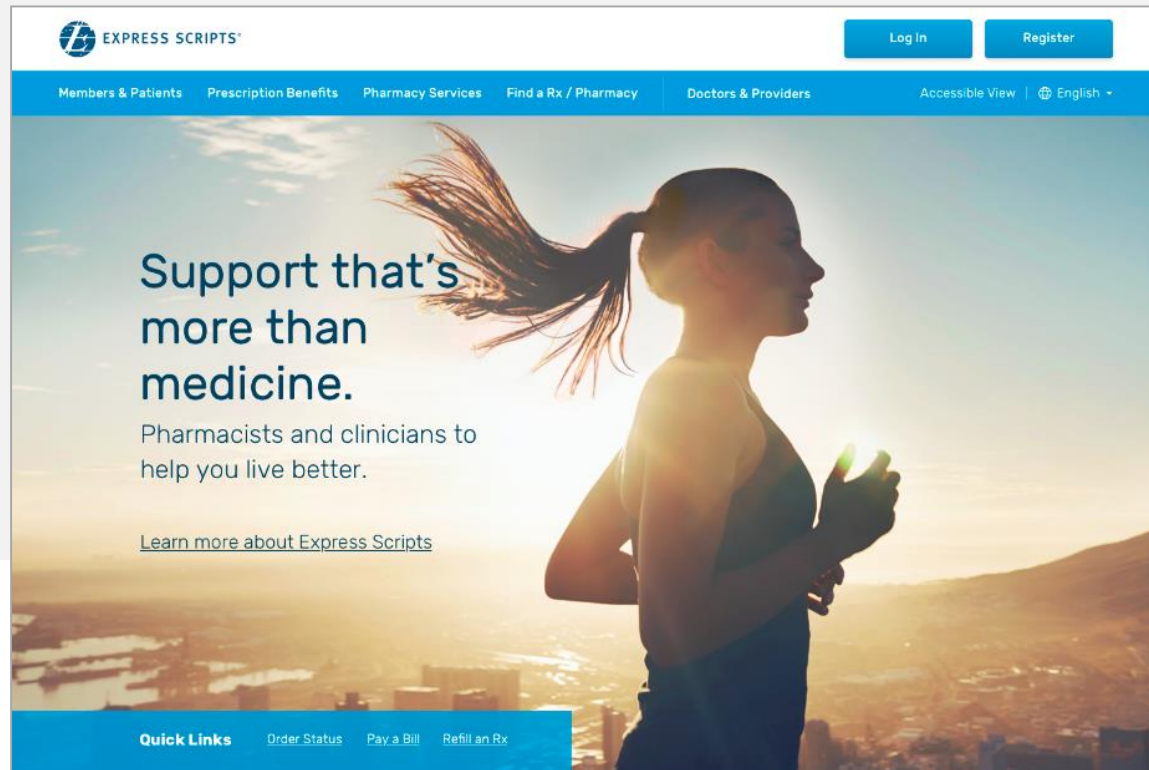 EXPRESS SCRIPTS®
Log In Register
Members & Patients Prescription Benefits Pharmacy Services Find a Rx / Pharmacy Doctors & Providers Accessible View | English
Support that's
more than
medicine.
Pharmacists and clinicians to
help you live better.
Learn more about Express Scripts
Quick Links Order Status Pay a Bill Refill an Rx